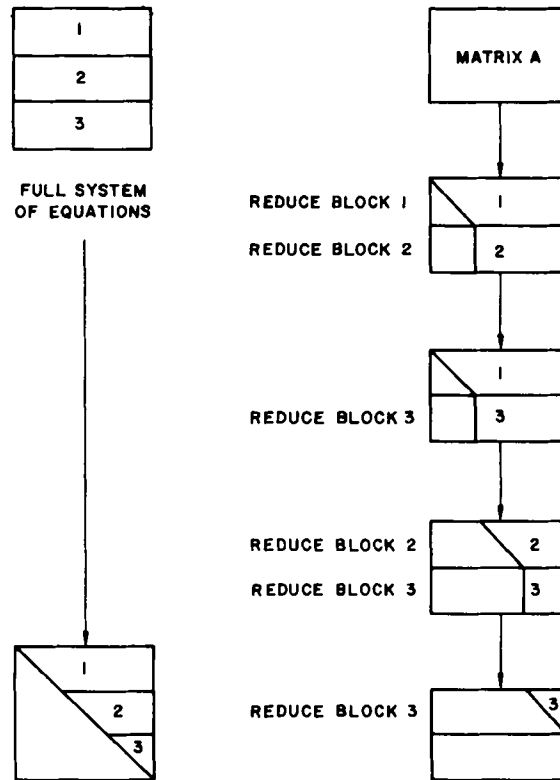 1
2
3
FULL SYSTEM
OF EQUATIONS
1
2
3
MATRIX A
REDUCE BLOCK 1
1
REDUCE BLOCK 2
2
1
REDUCE BLOCK 3
3
REDUCE BLOCK 2
2
REDUCE BLOCK 3
3
REDUCE BLOCK 3
3